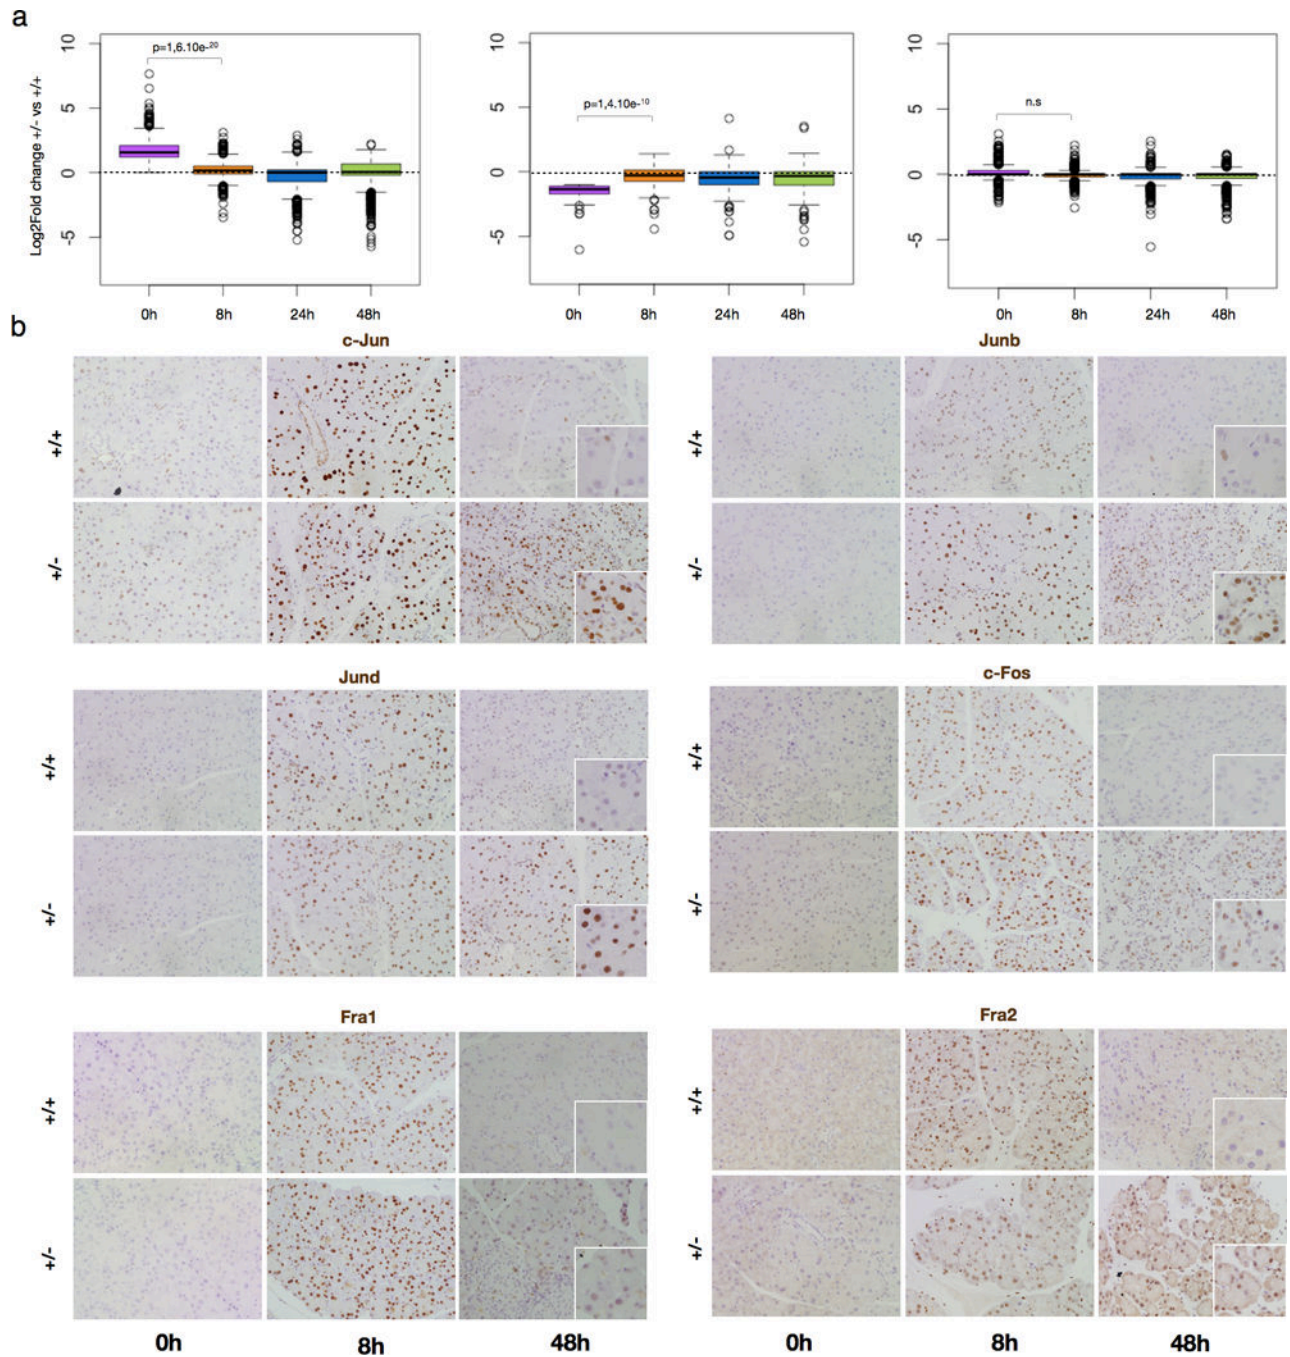 a
Log2Fold change +/- vs +/+
10
5
0
-5
p=1,6.10e-20
0h 8h 24h 48h
10
5
0
-5
p=1,4.10e-10
0h 8h 24h 48h
10
5
0
-5
n.s
0h 8h 24h 48h
b
c-Jun
+/+
+/-
Junb
+/+
+/-
Jund
+/+
+/-
c-Fos
+/+
+/-
Fra1
+/+
+/-
Fra2
+/+
+/-
0h 8h 48h
0h 8h 48h